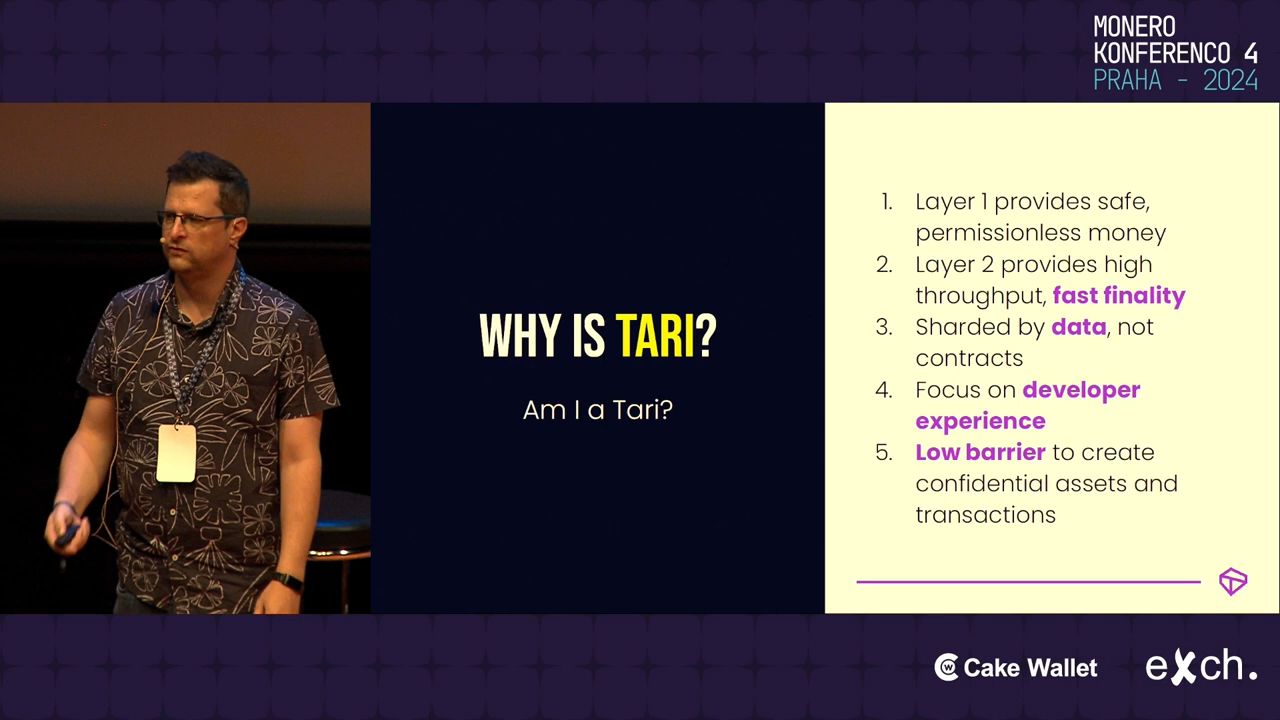 MONERO
KONFERENCO 4
PRAHA - 2024
WHY IS TARI?
Am I a Tari?
1. Layer 1 provides safe,
permissionless money
2. Layer 2 provides high
throughput, fast finality
3. Sharded by data, not
contracts
4. Focus on developer
experience
5. Low barrier to create
confidential assets and
transactions
Cake Wallet
exch.